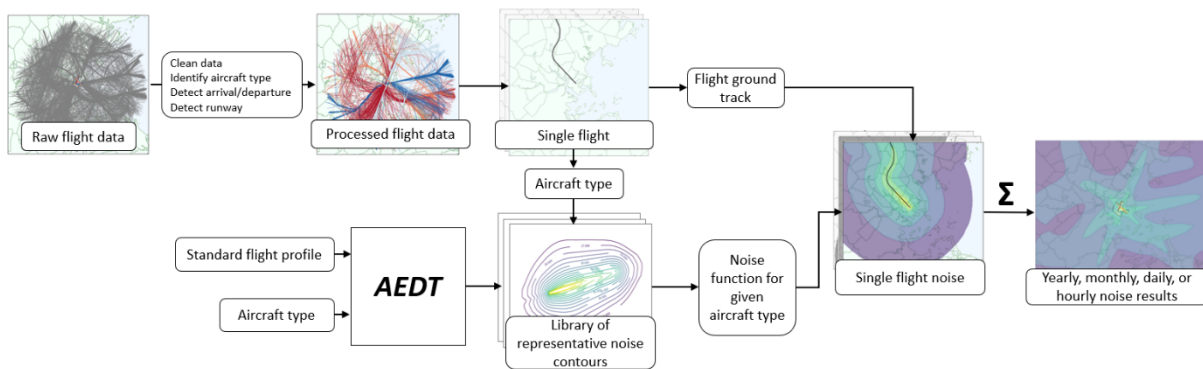 Clean data
Identify aircraft type
Detect arrival/departure
Detect runway
Raw flight data
Processed flight data
Single flight
Flight ground
track
Aircraft type
Standard flight profile
Aircraft type
AEDT
Library of
representative noise
contours
Noise
function for
given
aircraft type
Single flight noise
Σ
Yearly, monthly, daily, or
hourly noise results